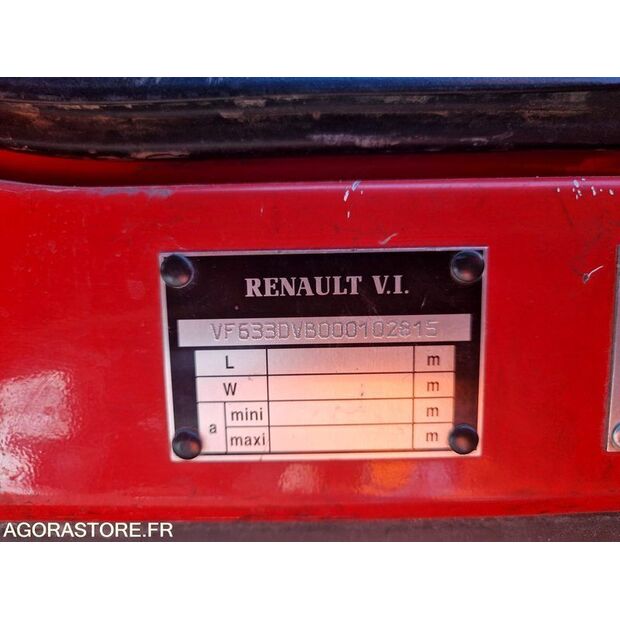 RENAULT V.I.
VF633DVB000102815
L m
W m
a mini m
maxi m
AGORASTORE.FR